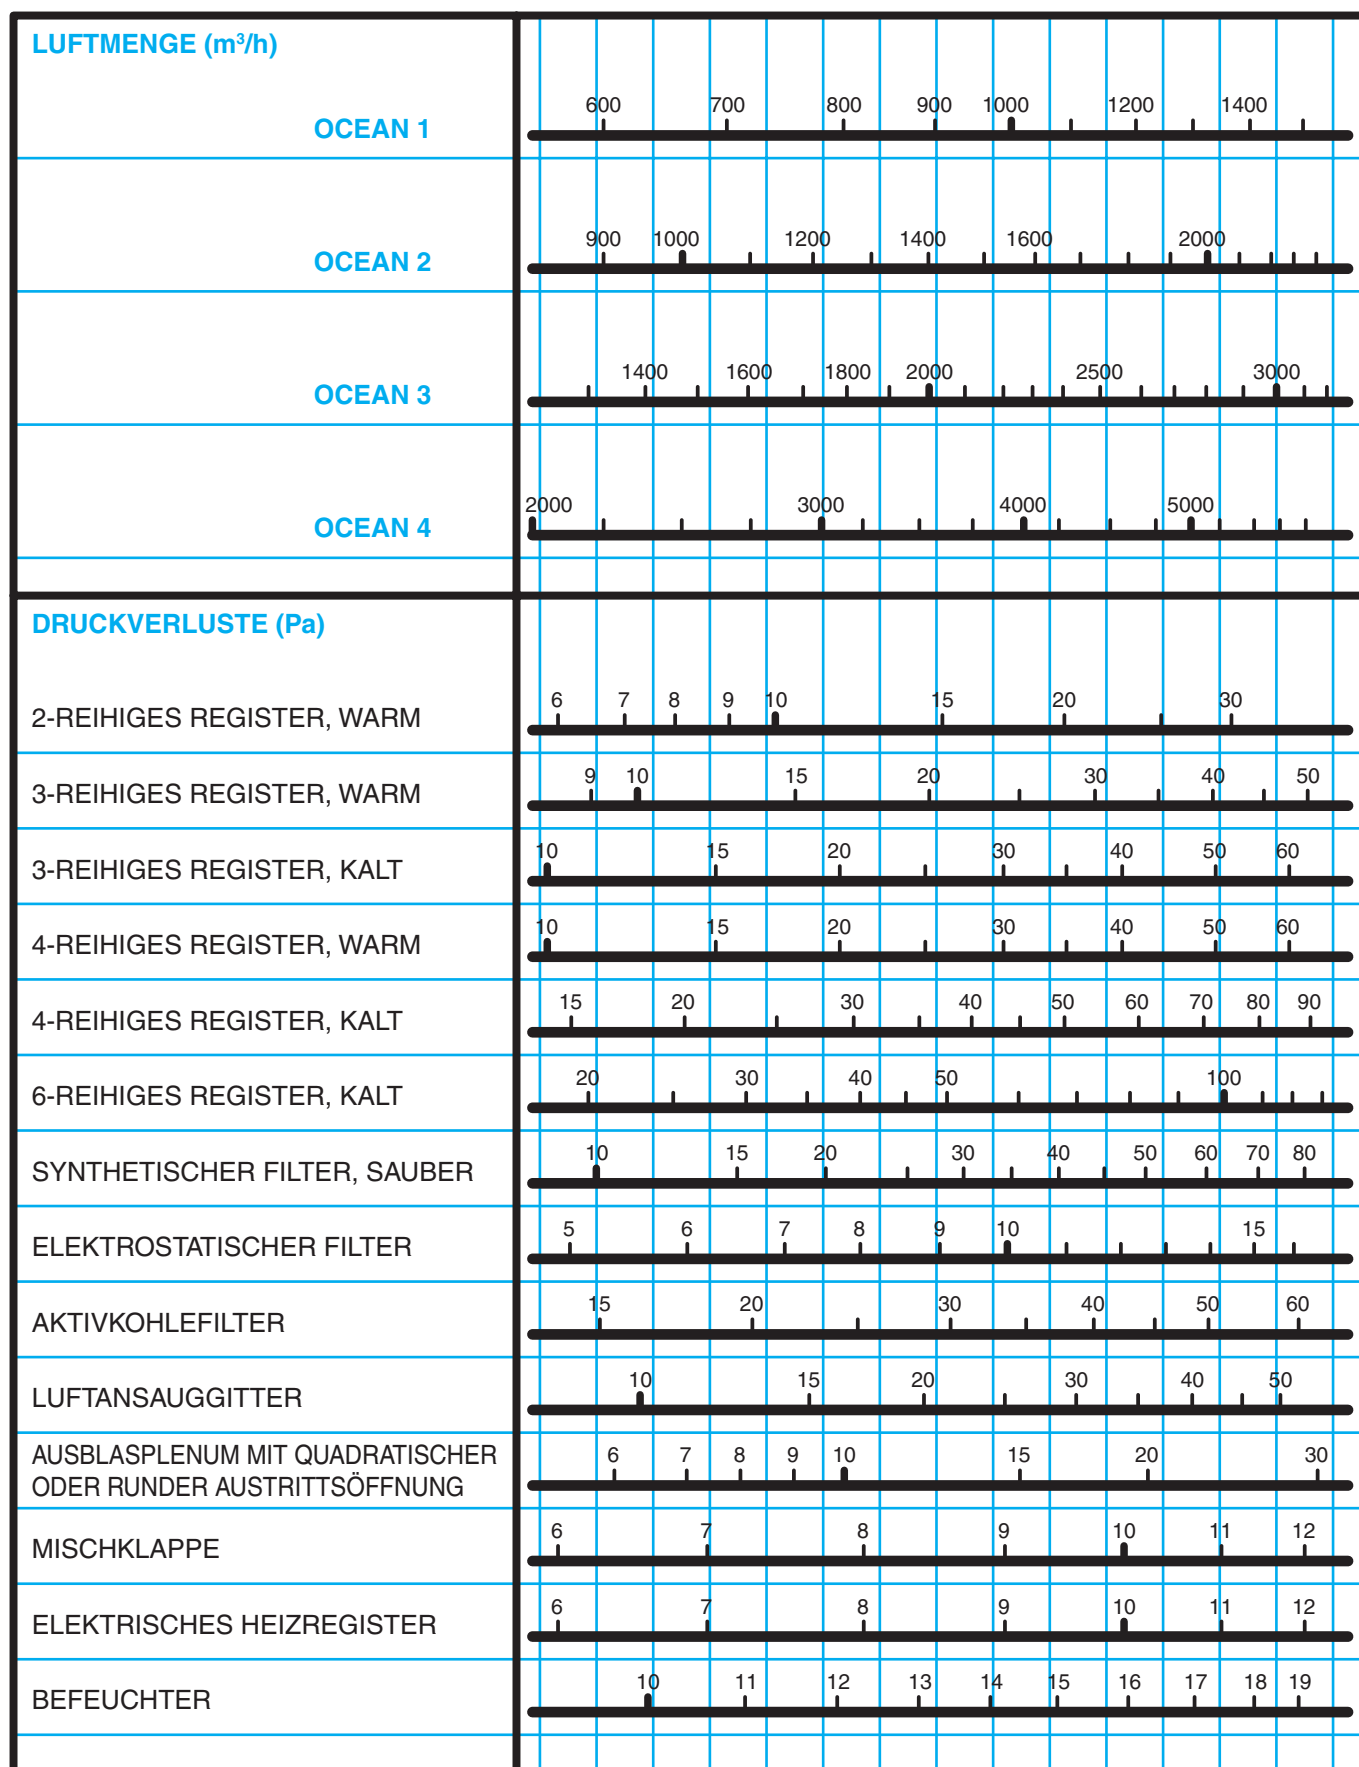 LUFTMENGE (m³/h)
600 700 800 900 1000 1200 1400
OCEAN 1
900 1000 1200 1400 1600 2000
OCEAN 2
1400 1600 1800 2000 2500 3000
OCEAN 3
2000 3000 4000 5000
OCEAN 4
DRUCKVERLUSTE (Pa)
6 7 8 9 10 15 20 30
2-REIHIGES REGISTER, WARM
9 10 15 20 30 40 50
3-REIHIGES REGISTER, WARM
10 15 20 30 40 50 60
3-REIHIGES REGISTER, KALT
10 15 20 30 40 50 60
4-REIHIGES REGISTER, WARM
15 20 30 40 50 60 70 80 90
4-REIHIGES REGISTER, KALT
20 30 40 50 100
6-REIHIGES REGISTER, KALT
10 15 20 30 40 50 60 70 80
SYNTHETISCHER FILTER, SAUBER
5 6 7 8 9 10 15
ELEKTROSTATISCHER FILTER
15 20 30 40 50 60
AKTIVKOHLEFILTER
10 15 20 30 40 50
LUFTANSAUGGITTER
6 7 8 9 10 15 20 30
AUSBLASPLENUM MIT QUADRATISCHER
ODER RUNDER AUSTRITTSÖFFNUNG
6 7 8 9 10 11 12
MISCHKLAPPE
6 7 8 9 10 11 12
ELEKTRISCHES HEIZREGISTER
10 11 12 13 14 15 16 17 18 19
BEFEUCHTER